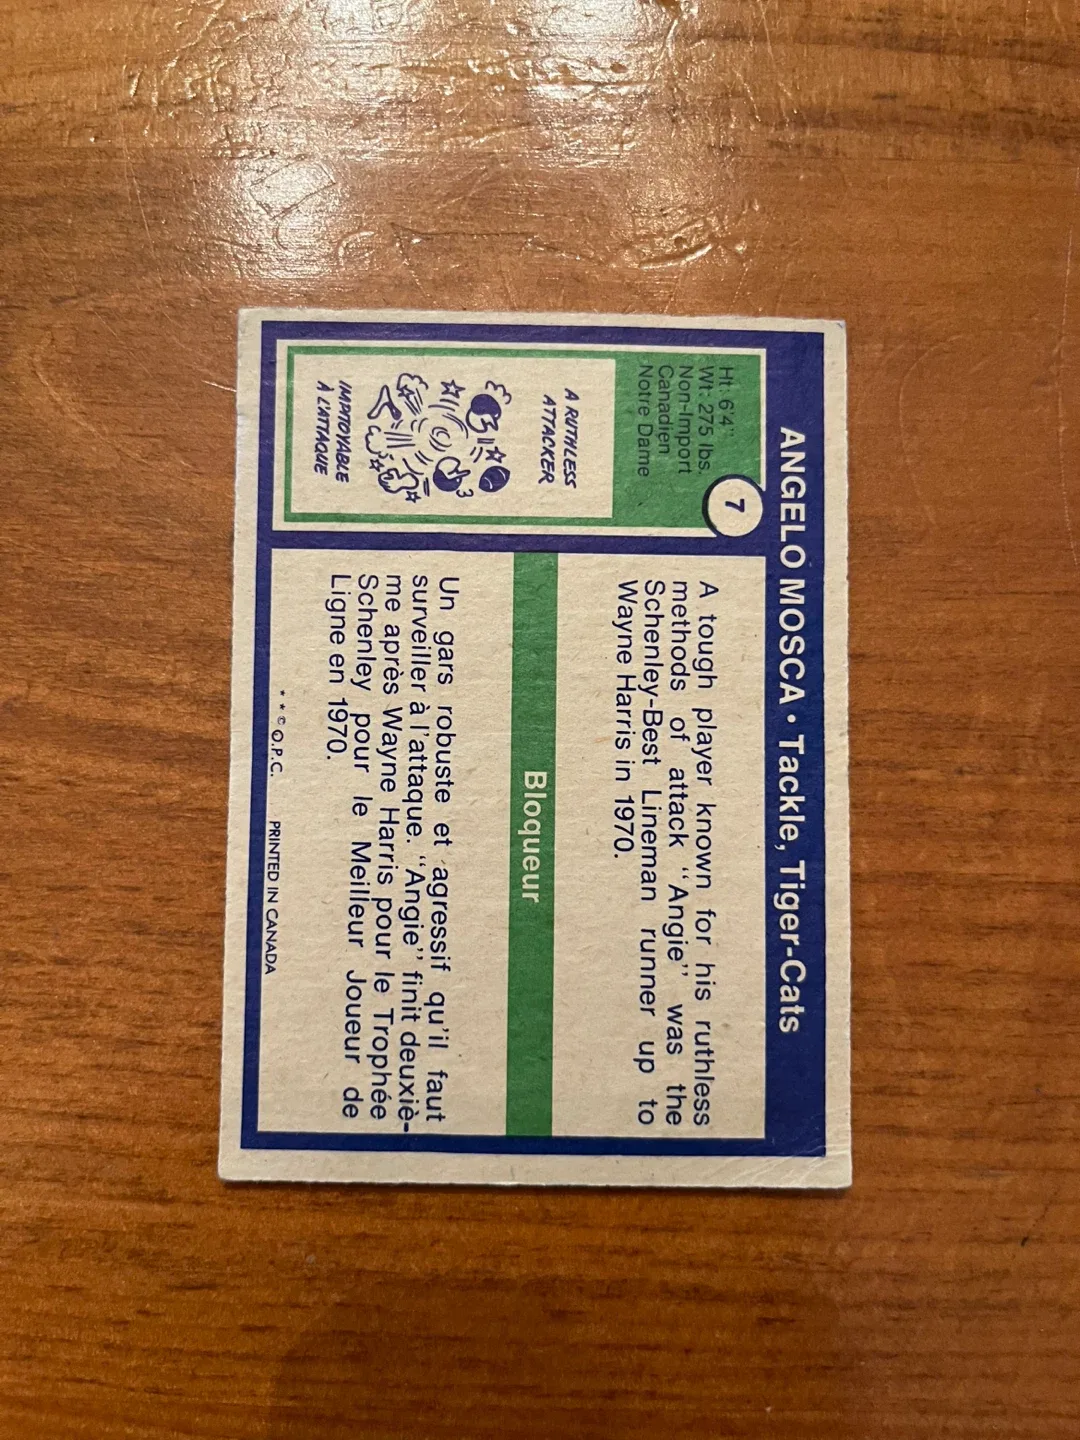 ANGELO MOSCA • Tackle, Tiger-Cats
Ht: 6'4"
Wt: 275 lbs.
Non-Import
Canadien
Notre Dame
7
A RUTHLESS
ATTACKER
IMPITOYABLE
À L'ATTAQUE
A tough player known for his ruthless
methods of attack "Angie" was the
Schenley-Best Lineman runner up to
Wayne Harris in 1970.
Bloqueur
Un gars robuste et agressif qu'il faut
surveiller à l'attaque. "Angie" finit deuxiè-
me après Wayne Harris pour le Trophée
Schenley pour le Meilleur Joueur de
Ligne en 1970.
* * © O.P.C. PRINTED IN CANADA